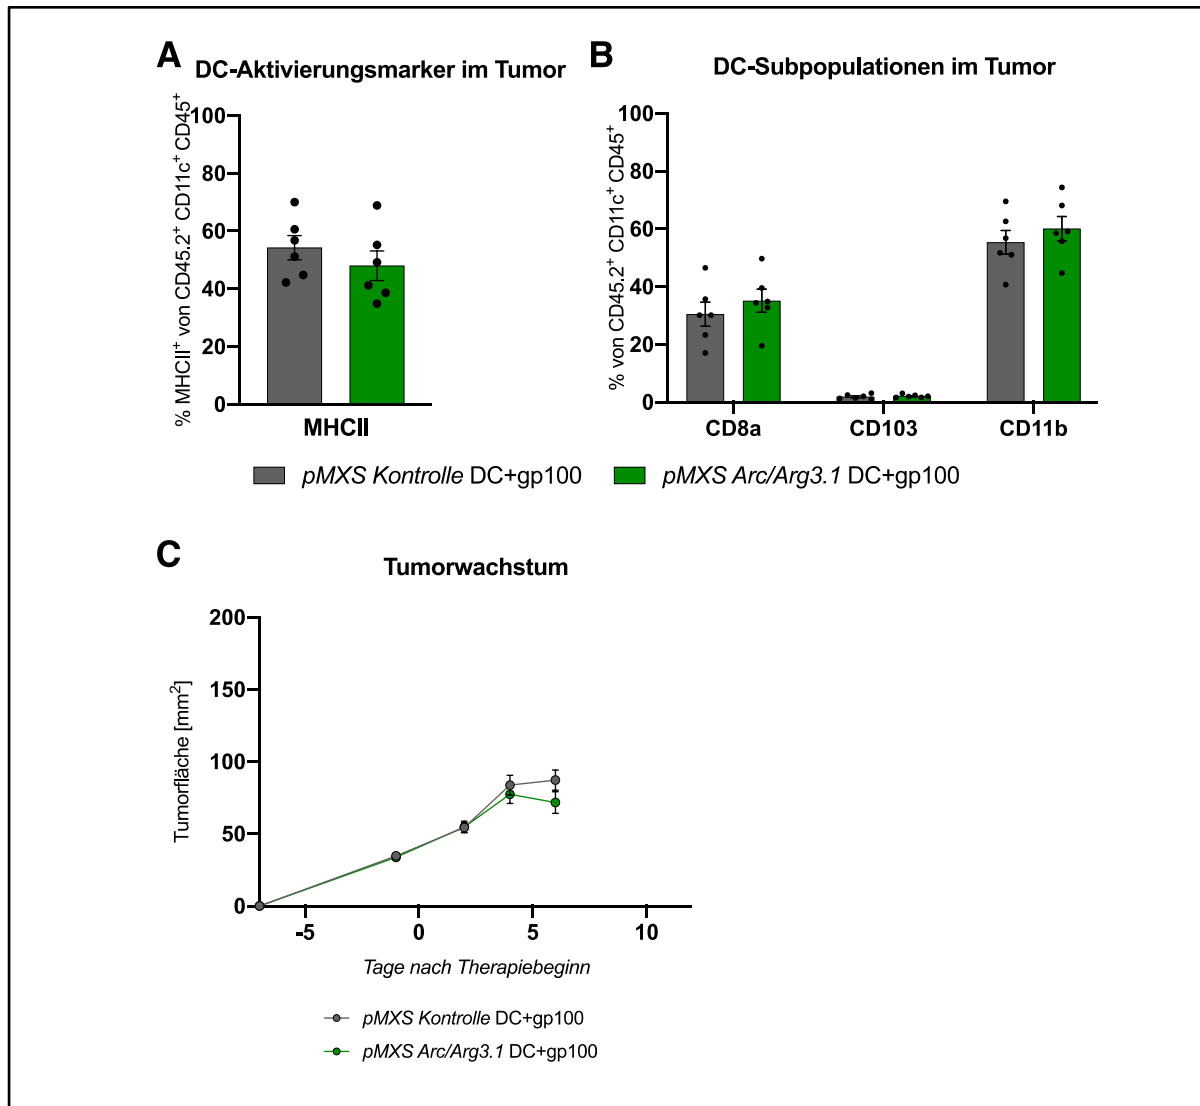 A
DC-Aktivierungsmarker im Tumor
% MHCII⁺ von CD45.2⁺ CD11c⁺ CD45⁺
100
80
60
40
20
0
MHCII
B
DC-Subpopulationen im Tumor
% von CD45.2⁺ CD11c⁺ CD45⁺
100
80
60
40
20
0
CD8a CD103 CD11b
pMXS Kontrolle DC+gp100 pMXS Arc/Arg3.1 DC+gp100
C
Tumorwachstum
Tumorfläche [mm²]
200
150
100
50
0
-5 0 5 10
Tage nach Therapiebeginn
pMXS Kontrolle DC+gp100
pMXS Arc/Arg3.1 DC+gp100